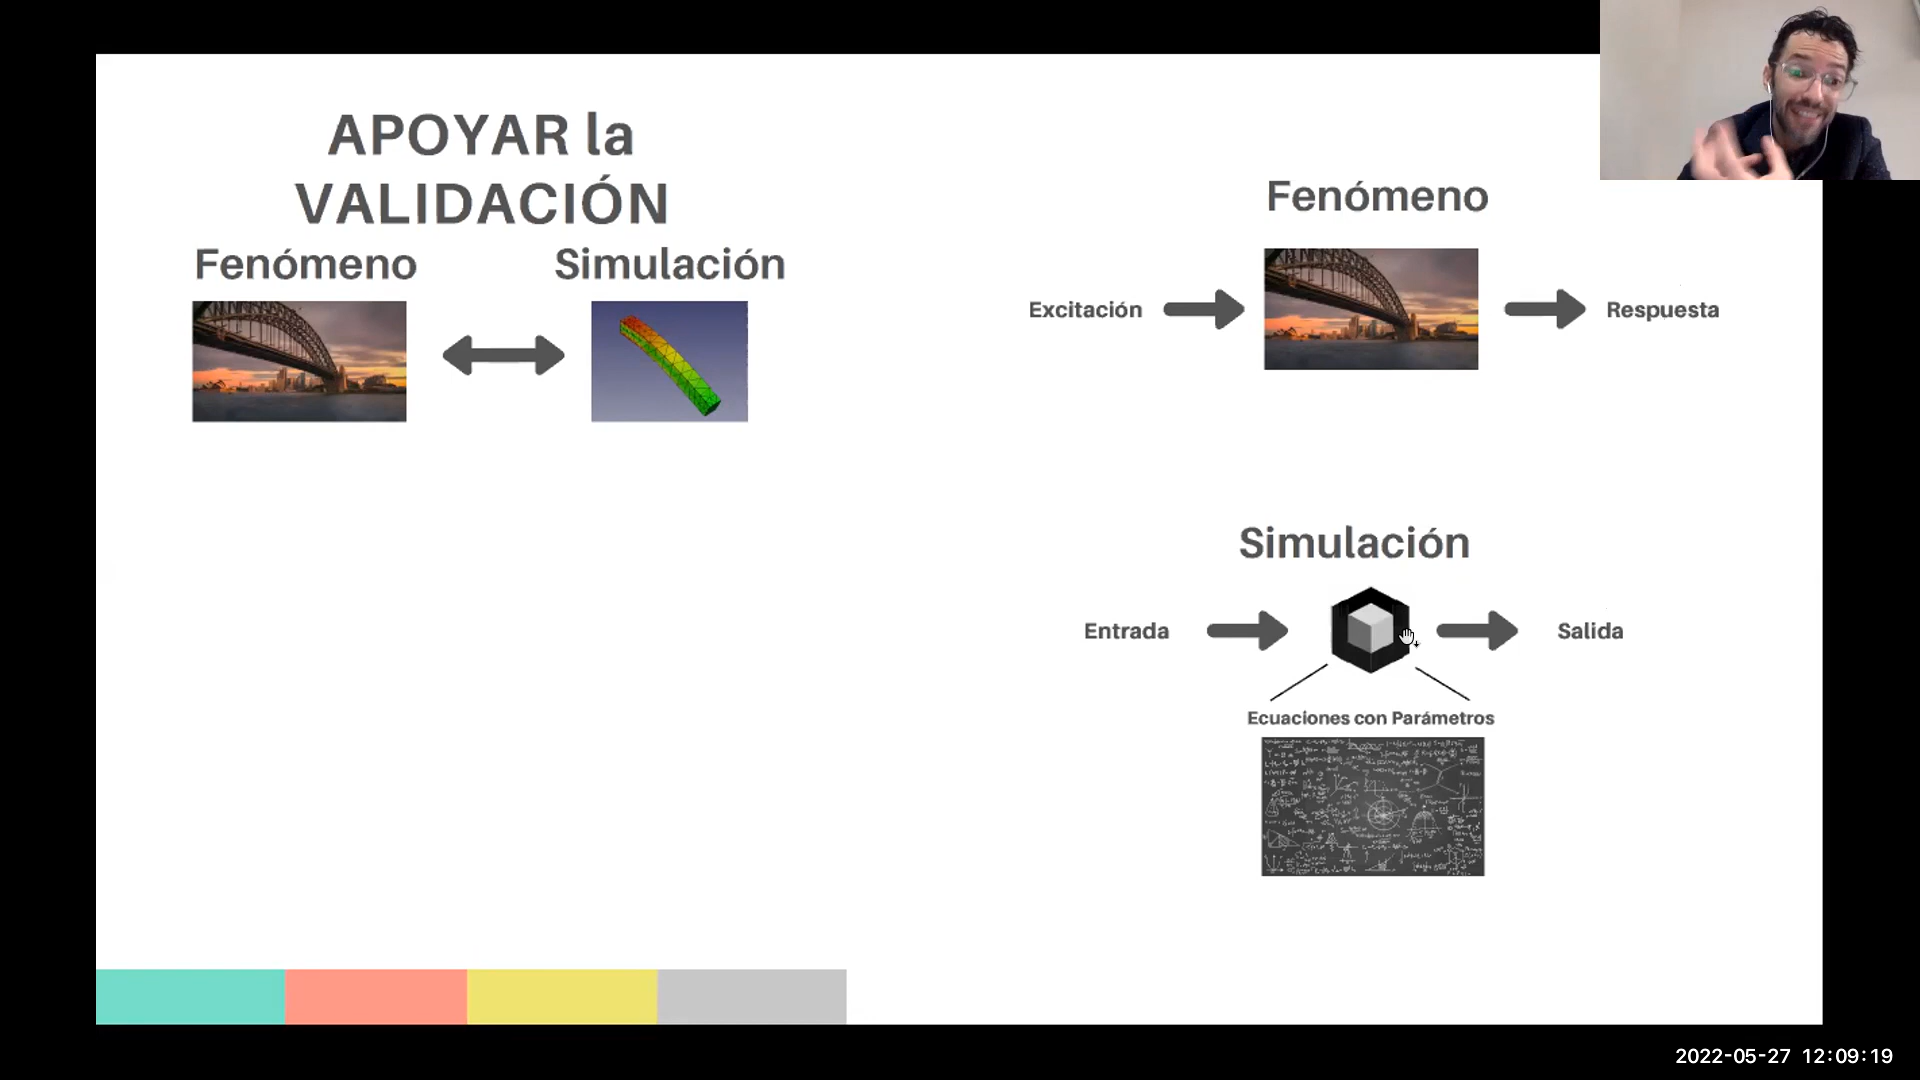 APOYAR la
VALIDACIÓN
Fenómeno
Simulación
Fenómeno
Excitación
Respuesta
Simulación
Entrada
Salida
Ecuaciones con Parámetros
2022-05-27 12:09:19